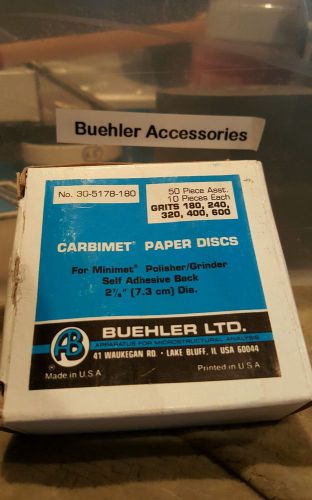 Buehler Accessories
No. 30-5178-180
50 Piece Asst.
10 Pieces Each
GRITS 180, 240,
320, 400, 600
CARBIMET® PAPER DISCS
For Minimet® Polisher/Grinder
Self Adhesive Back
2⅞" (7.3 cm) Dia.
AB
®
BUEHLER LTD.
APPARATUS FOR MICROSTRUCTURAL ANALYSIS
41 WAUKEGAN RD. • LAKE BLUFF, IL USA 60044
Made in U.S.A
Printed in U.S.A.